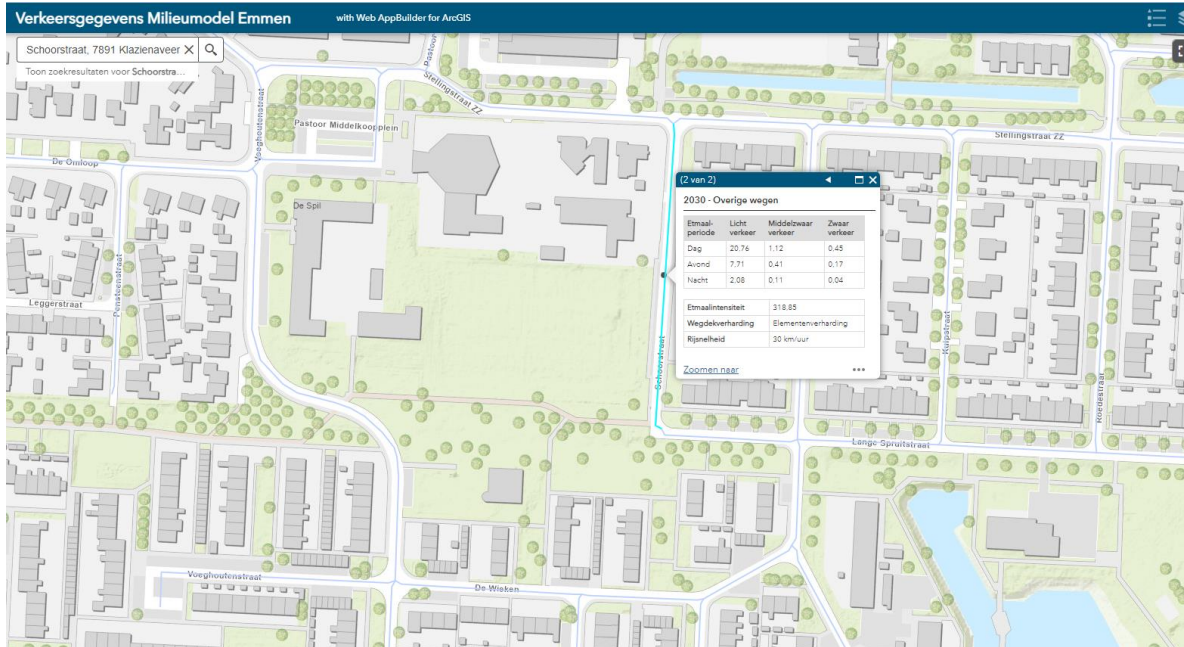 Verkeersgegevens Milieumodel Emmen
with Web AppBuilder for ArcGIS
Schoorstraat, 7891 Klazienaveer
Toon zoekresultaten voor Schoorstra...
Stellingstraat ZZ
Pastoor Middelkoopplein
Voeghoutenstraat
De Omloop
Stellingstraat ZZ
De Spil
Leggerstraat
Schoorstraat
Kuipstraat
Roedestraat
Lange Spruitstraat
Voeghoutenstraat
De Wieken
(2 van 2)
2030 - Overige wegen
Etmaal-periode Licht verkeer Middelzwaar verkeer Zwaar verkeer
Dag 20,76 1,12 0,45
Avond 7,71 0,41 0,17
Nacht 2,08 0,11 0,04
Etmaalintensiteit 318,85
Wegdekverharding Elementenverharding
Rijsnelheid 30 km/uur
Zoomen naar